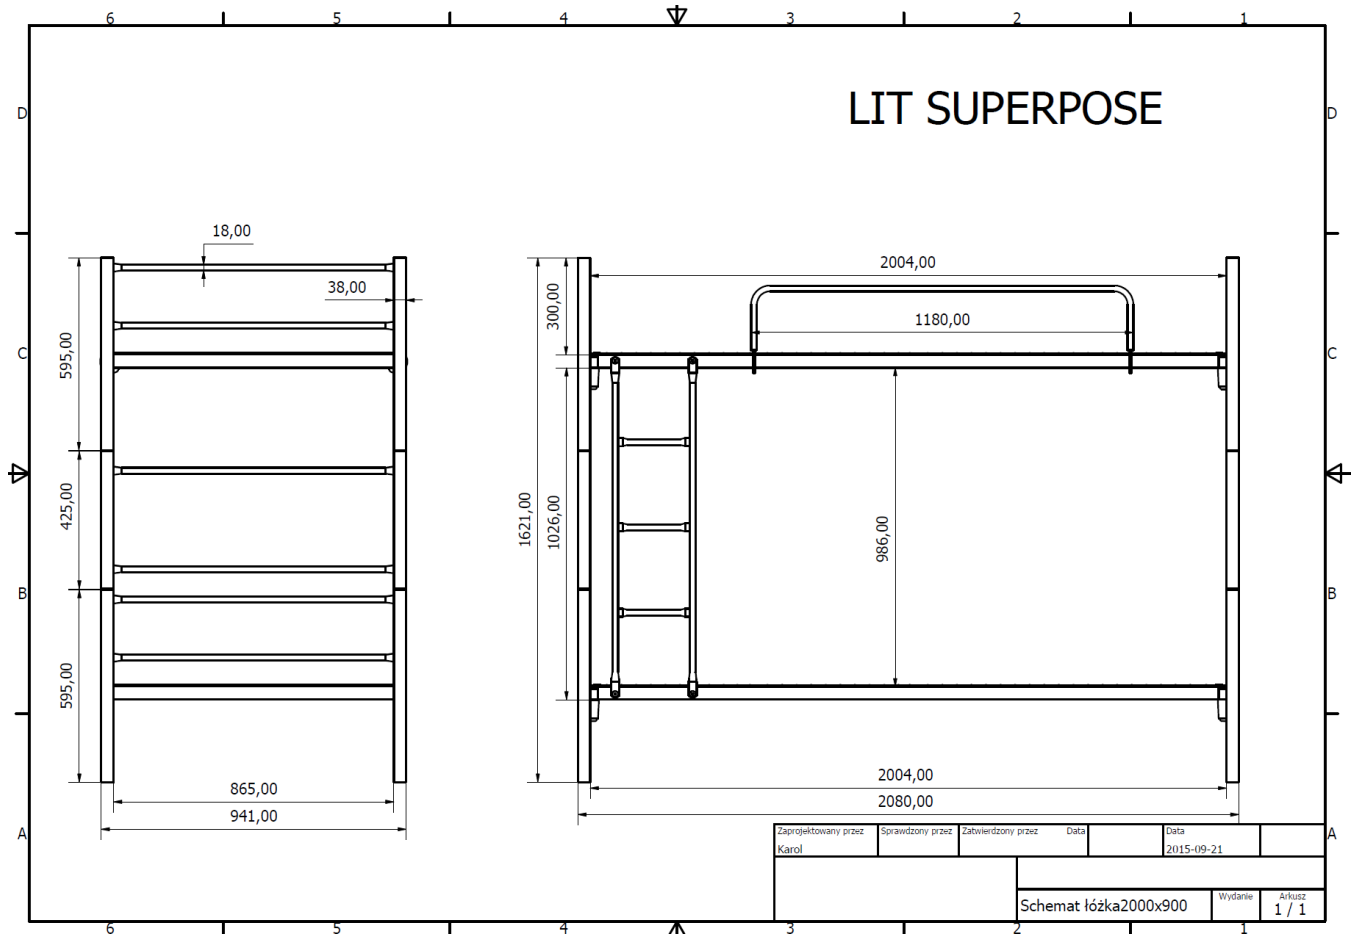 6 5 4 3 2 1
D D
LIT SUPERPOSE
18,00
2004,00
38,00
300,00
1180,00
595,00
C C
425,00
1621,00
1026,00
986,00
B B
595,00
865,00
2004,00
941,00
2080,00
A A
Zaprojektowany przez Sprawdzony przez Zatwierdzony przez Data Data
Karol 2015-09-21
Schemat łóżka2000x900 Wydanie Arkusz
1 / 1
6 5 4 3 2 1